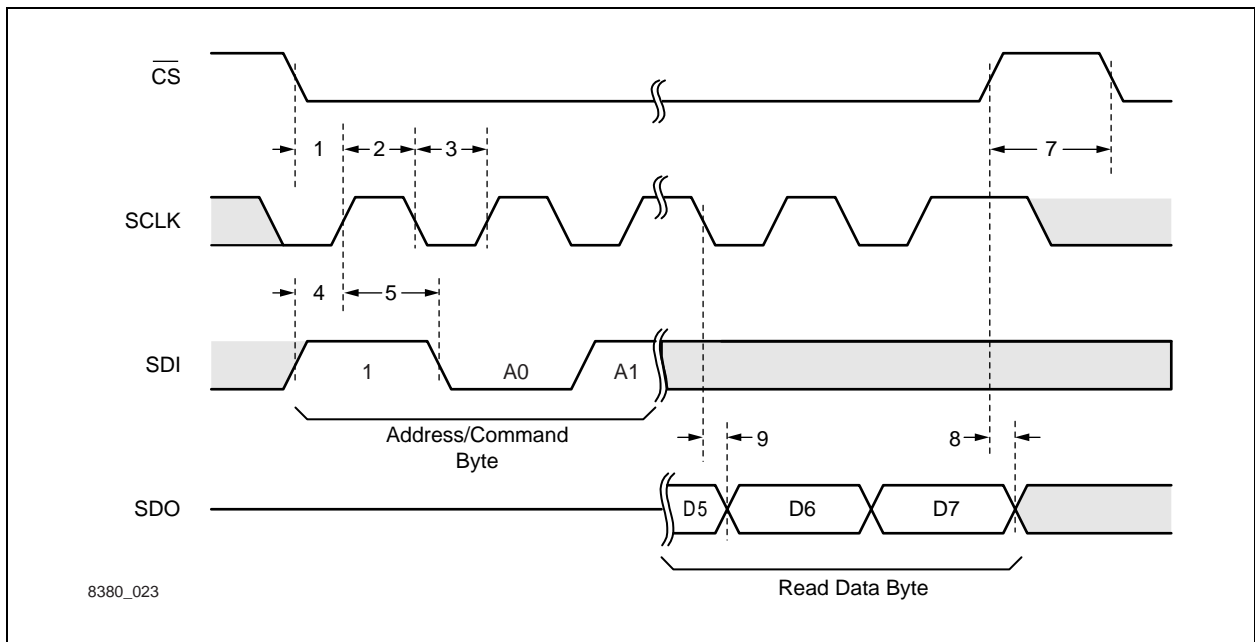 CS
1
2
3
7
SCLK
4
5
SDI
1
A0
A1
Address/Command
Byte
9
8
SDO
D5
D6
D7
Read Data Byte
8380_023